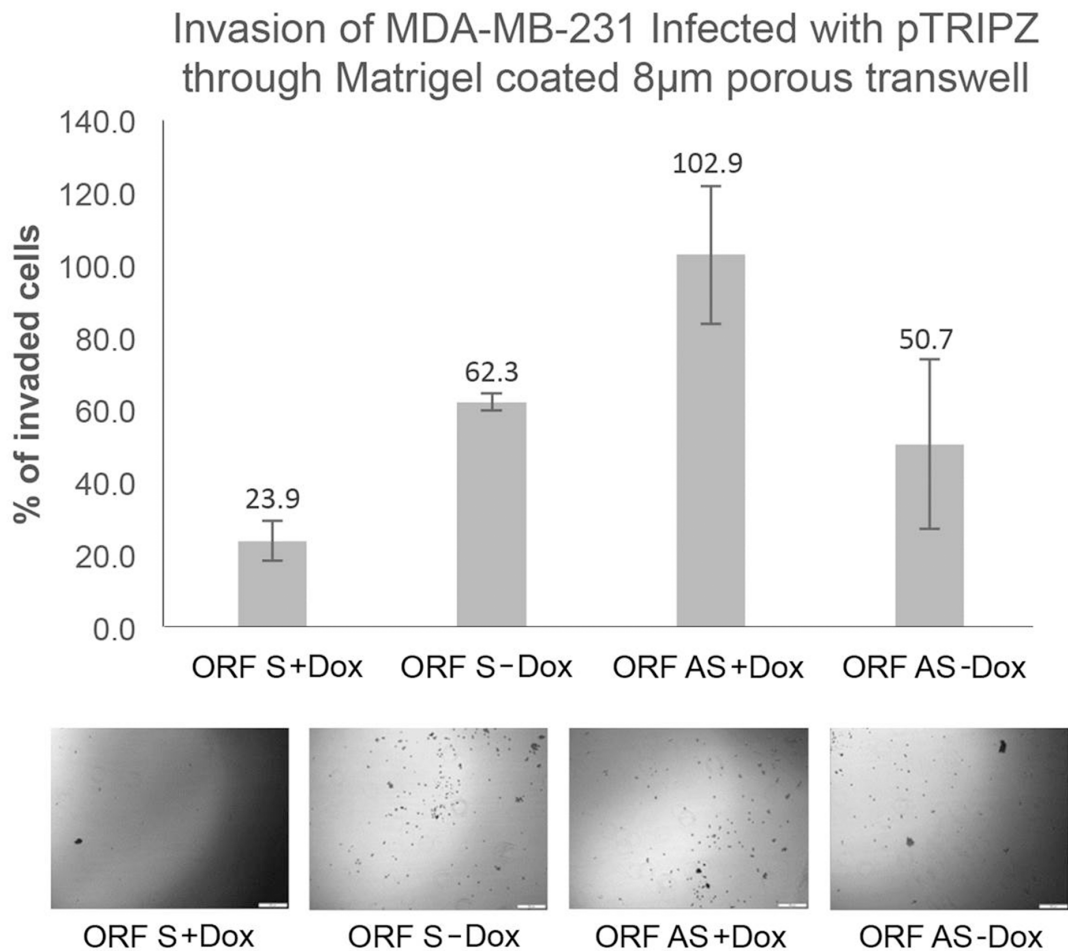 Invasion of MDA-MB-231 Infected with pTRIPZ
through Matrigel coated 8µm porous transwell
% of invaded cells
140.0
120.0
100.0
80.0
60.0
40.0
20.0
0.0
23.9
62.3
102.9
50.7
ORF S+Dox
ORF S−Dox
ORF AS+Dox
ORF AS-Dox
ORF S+Dox
ORF S−Dox
ORF AS+Dox
ORF AS-Dox